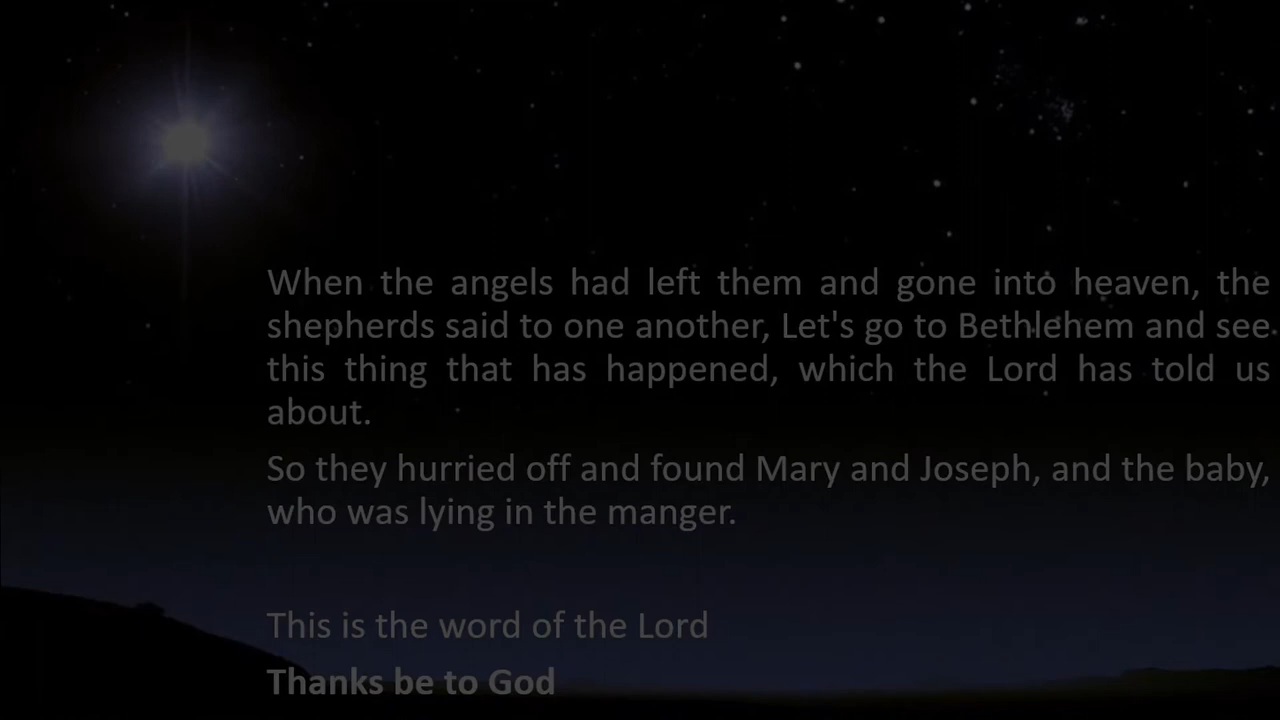 When the angels had left them and gone into heaven, the
shepherds said to one another, Let's go to Bethlehem and see
this thing that has happened, which the Lord has told us
about.
So they hurried off and found Mary and Joseph, and the baby,
who was lying in the manger.
This is the word of the Lord
Thanks be to God